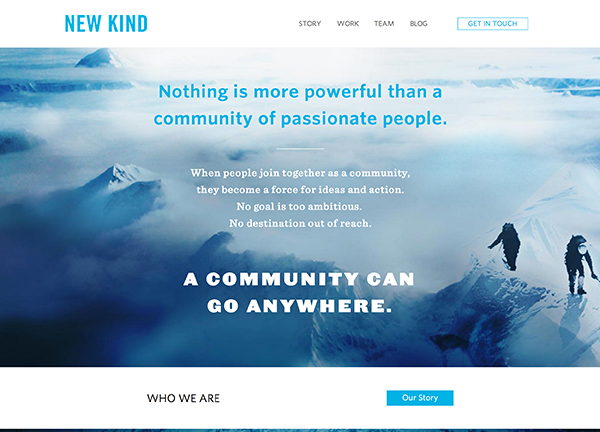 NEW KIND
STORY WORK TEAM BLOG GET IN TOUCH
Nothing is more powerful than a
community of passionate people.
When people join together as a community,
they become a force for ideas and action.
No goal is too ambitious.
No destination out of reach.
A COMMUNITY CAN
GO ANYWHERE.
WHO WE ARE Our Story